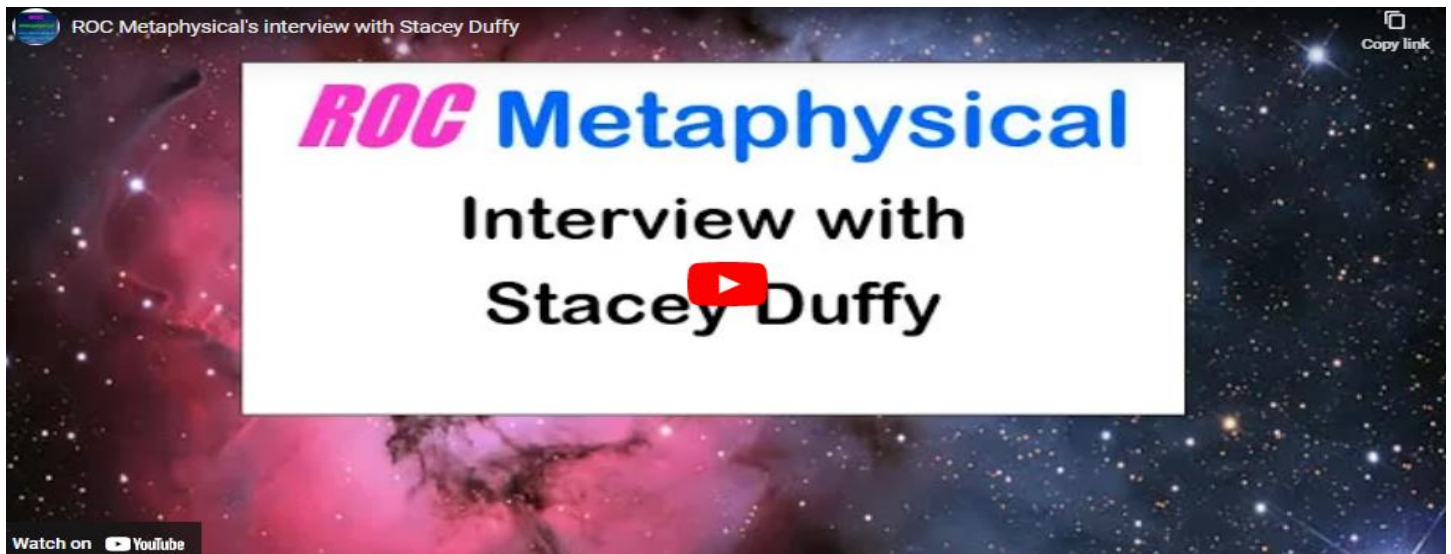 ROC Metaphysical's interview with Stacey Duffy
Copy link
ROC Metaphysical
Interview with
Stacey Duffy
Watch on YouTube